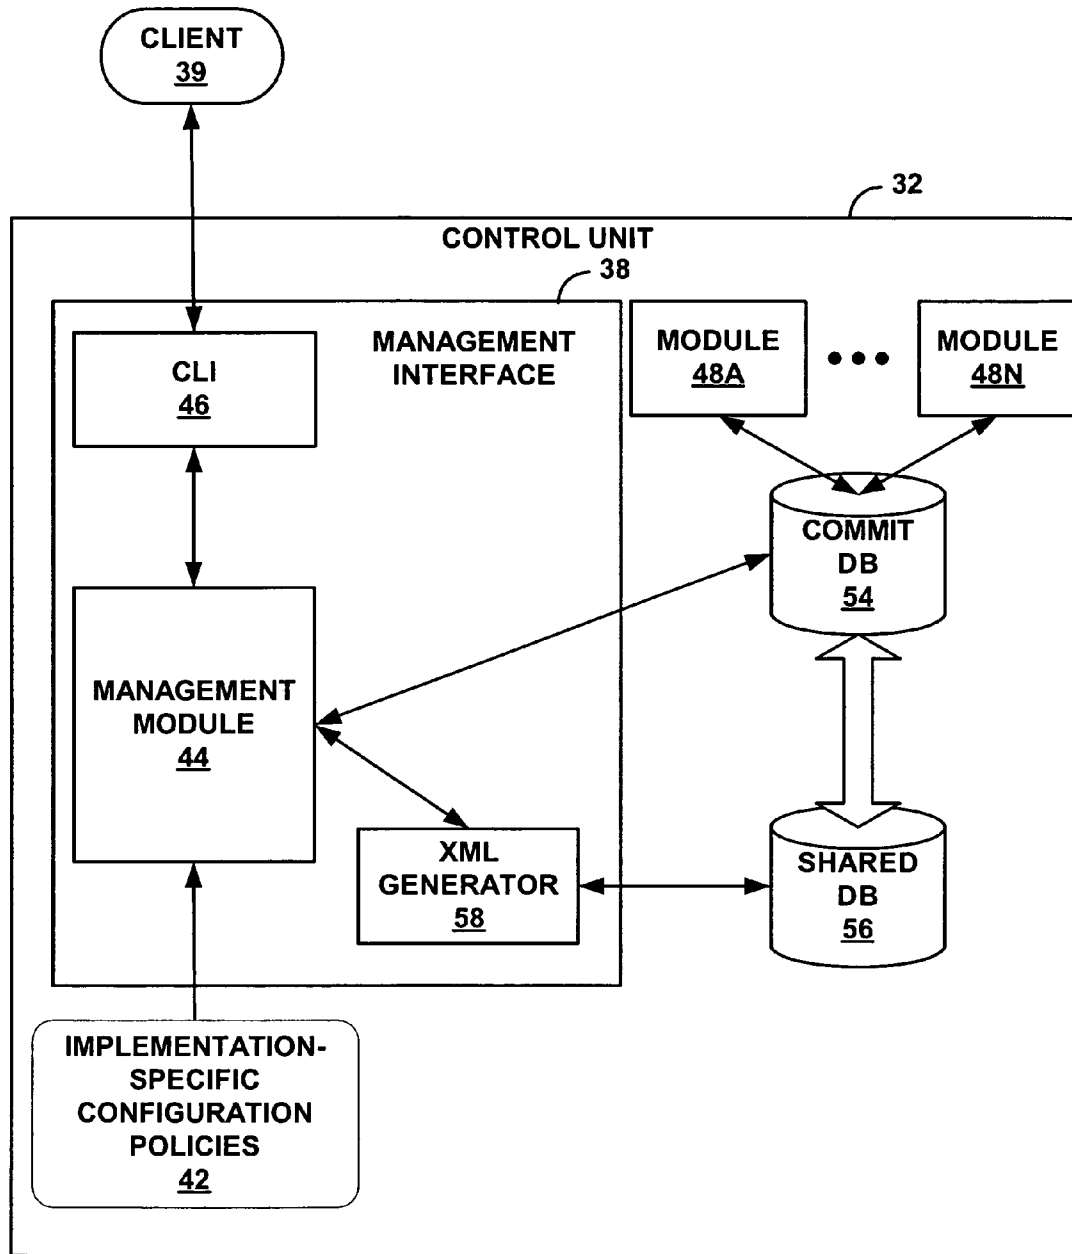 CLIENT
39
32
CONTROL UNIT
38
MANAGEMENT
INTERFACE
CLI
46
MODULE
48A
MODULE
48N
COMMIT
DB
54
MANAGEMENT
MODULE
44
XML
GENERATOR
58
SHARED
DB
56
IMPLEMENTATION-
SPECIFIC
CONFIGURATION
POLICIES
42